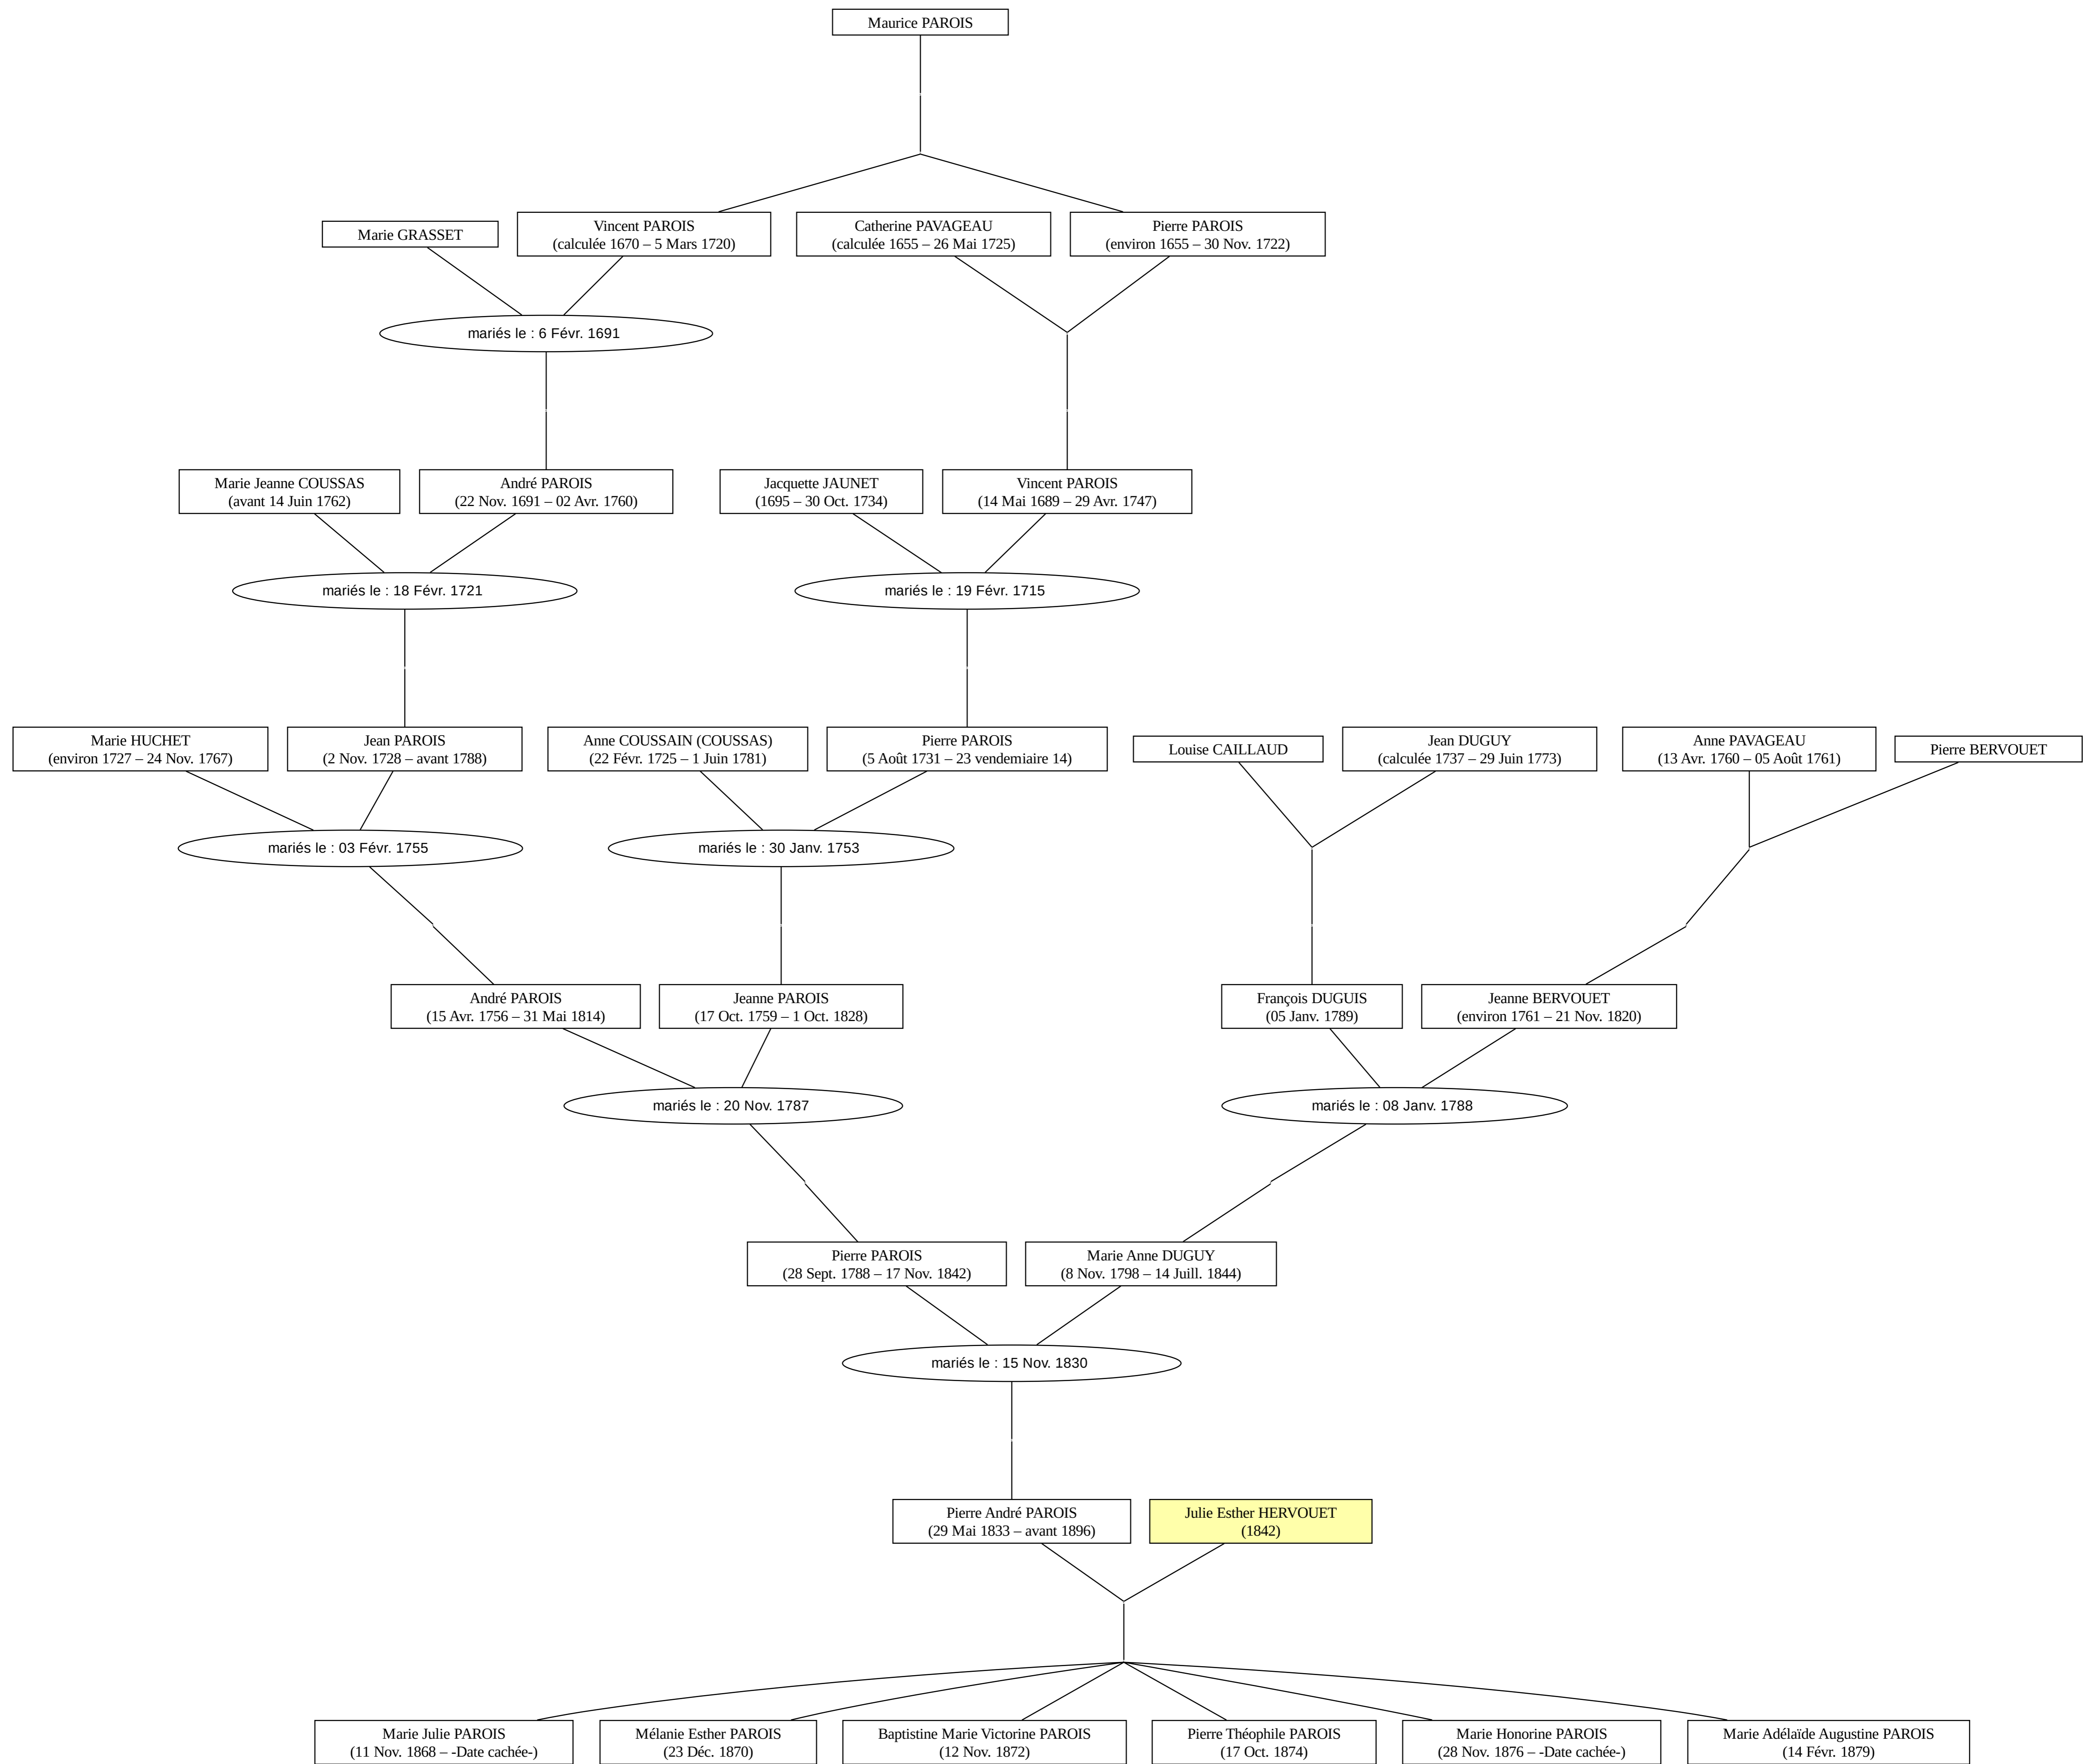 Maurice PAROIS
Marie GRASSET
Vincent PAROIS
(calculée 1670 – 5 Mars 1720)
Catherine PAVAGEAU
(calculée 1655 – 26 Mai 1725)
Pierre PAROIS
(environ 1655 – 30 Nov. 1722)
mariés le : 6 Févr. 1691
Marie Jeanne COUSSAS
(avant 14 Juin 1762)
André PAROIS
(22 Nov. 1691 – 02 Avr. 1760)
Jacquette JAUNET
(1695 – 30 Oct. 1734)
Vincent PAROIS
(14 Mai 1689 – 29 Avr. 1747)
mariés le : 18 Févr. 1721
mariés le : 19 Févr. 1715
Marie HUCHET
(environ 1727 – 24 Nov. 1767)
Jean PAROIS
(2 Nov. 1728 – avant 1788)
Anne COUSSAIN (COUSSAS)
(22 Févr. 1725 – 1 Juin 1781)
Pierre PAROIS
(5 Août 1731 – 23 vendemiaire 14)
Louise CAILLAUD
Jean DUGUY
(calculée 1737 – 29 Juin 1773)
Anne PAVAGEAU
(13 Avr. 1760 – 05 Août 1761)
Pierre BERVOUET
mariés le : 03 Févr. 1755
mariés le : 30 Janv. 1753
André PAROIS
(15 Avr. 1756 – 31 Mai 1814)
Jeanne PAROIS
(17 Oct. 1759 – 1 Oct. 1828)
François DUGUIS
(05 Janv. 1789)
Jeanne BERVOUET
(environ 1761 – 21 Nov. 1820)
mariés le : 20 Nov. 1787
mariés le : 08 Janv. 1788
Pierre PAROIS
(28 Sept. 1788 – 17 Nov. 1842)
Marie Anne DUGUY
(8 Nov. 1798 – 14 Juill. 1844)
mariés le : 15 Nov. 1830
Pierre André PAROIS
(29 Mai 1833 – avant 1896)
Julie Esther HERVOUET
(1842)
Marie Julie PAROIS
(11 Nov. 1868 – -Date cachée-)
Mélanie Esther PAROIS
(23 Déc. 1870)
Baptistine Marie Victorine PAROIS
(12 Nov. 1872)
Pierre Théophile PAROIS
(17 Oct. 1874)
Marie Honorine PAROIS
(28 Nov. 1876 – -Date cachée-)
Marie Adélaïde Augustine PAROIS
(14 Févr. 1879)